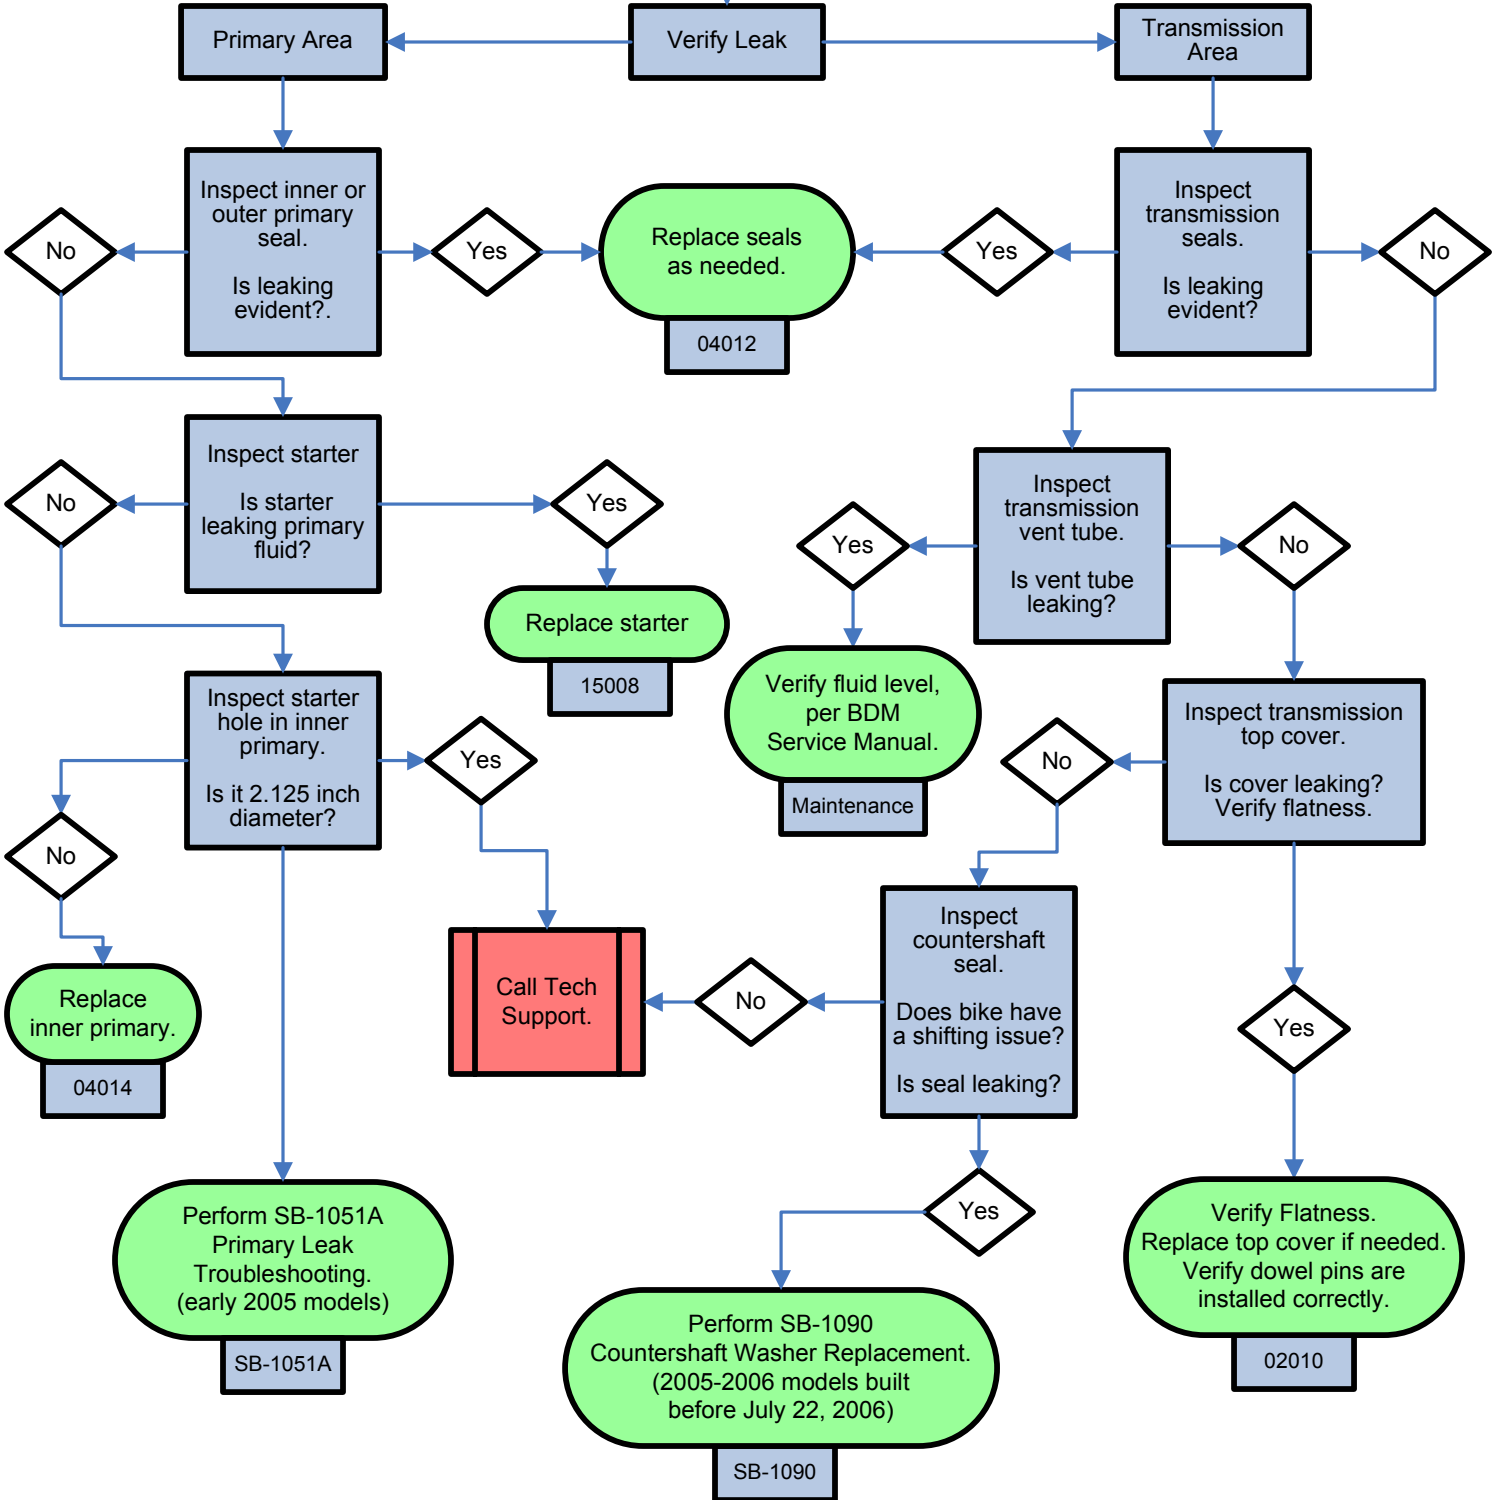 Primary Area
Verify Leak
Transmission
Area
Inspect inner or
outer primary
seal.
Is leaking
evident?.
No
Yes
Replace seals
as needed.
04012
Yes
Inspect
transmission
seals.
Is leaking
evident?
No
Inspect starter
Is starter
leaking primary
fluid?
No
Yes
Replace starter
15008
Inspect
transmission
vent tube.
Is vent tube
leaking?
Yes
No
Verify fluid level,
per BDM
Service Manual.
Maintenance
Inspect starter
hole in inner
primary.
Is it 2.125 inch
diameter?
No
Yes
Inspect transmission
top cover.
Is cover leaking?
Verify flatness.
No
Yes
Replace
inner primary.
04014
Call Tech
Support.
No
Inspect
countershaft
seal.
Does bike have
a shifting issue?
Is seal leaking?
Yes
Perform SB-1051A
Primary Leak
Troubleshooting.
(early 2005 models)
SB-1051A
Perform SB-1090
Countershaft Washer Replacement.
(2005-2006 models built
before July 22, 2006)
SB-1090
Verify Flatness.
Replace top cover if needed.
Verify dowel pins are
installed correctly.
02010